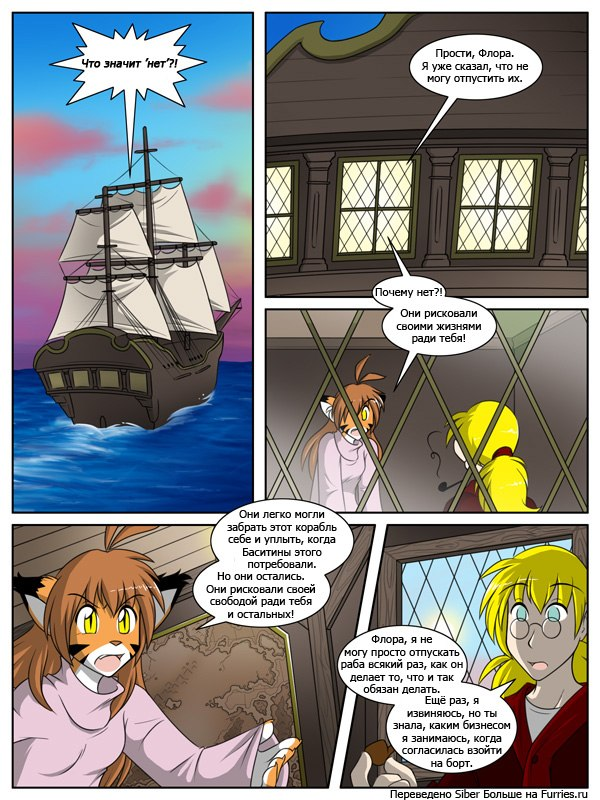 Что значит 'нет'?!
Прости, Флора.
Я уже сказал, что не
могу отпустить их.
Почему нет?!
Они рисковали
своими жизнями
ради тебя!
Они легко могли
забрать этот корабль
себе и уплыть, когда
Баситины этого
потребовали.
Но они остались.
Они рисковали своей
свободой ради тебя
и остальных!
Флора, я не
могу просто отпускать
раба всякий раз, как он
делает то, что и так
обязан делать.
Ещё раз, я
извиняюсь, но ты
знала, каким бизнесом
я занимаюсь, когда
согласилась взойти
на борт.
Переведено Siber Больше на Furries.ru